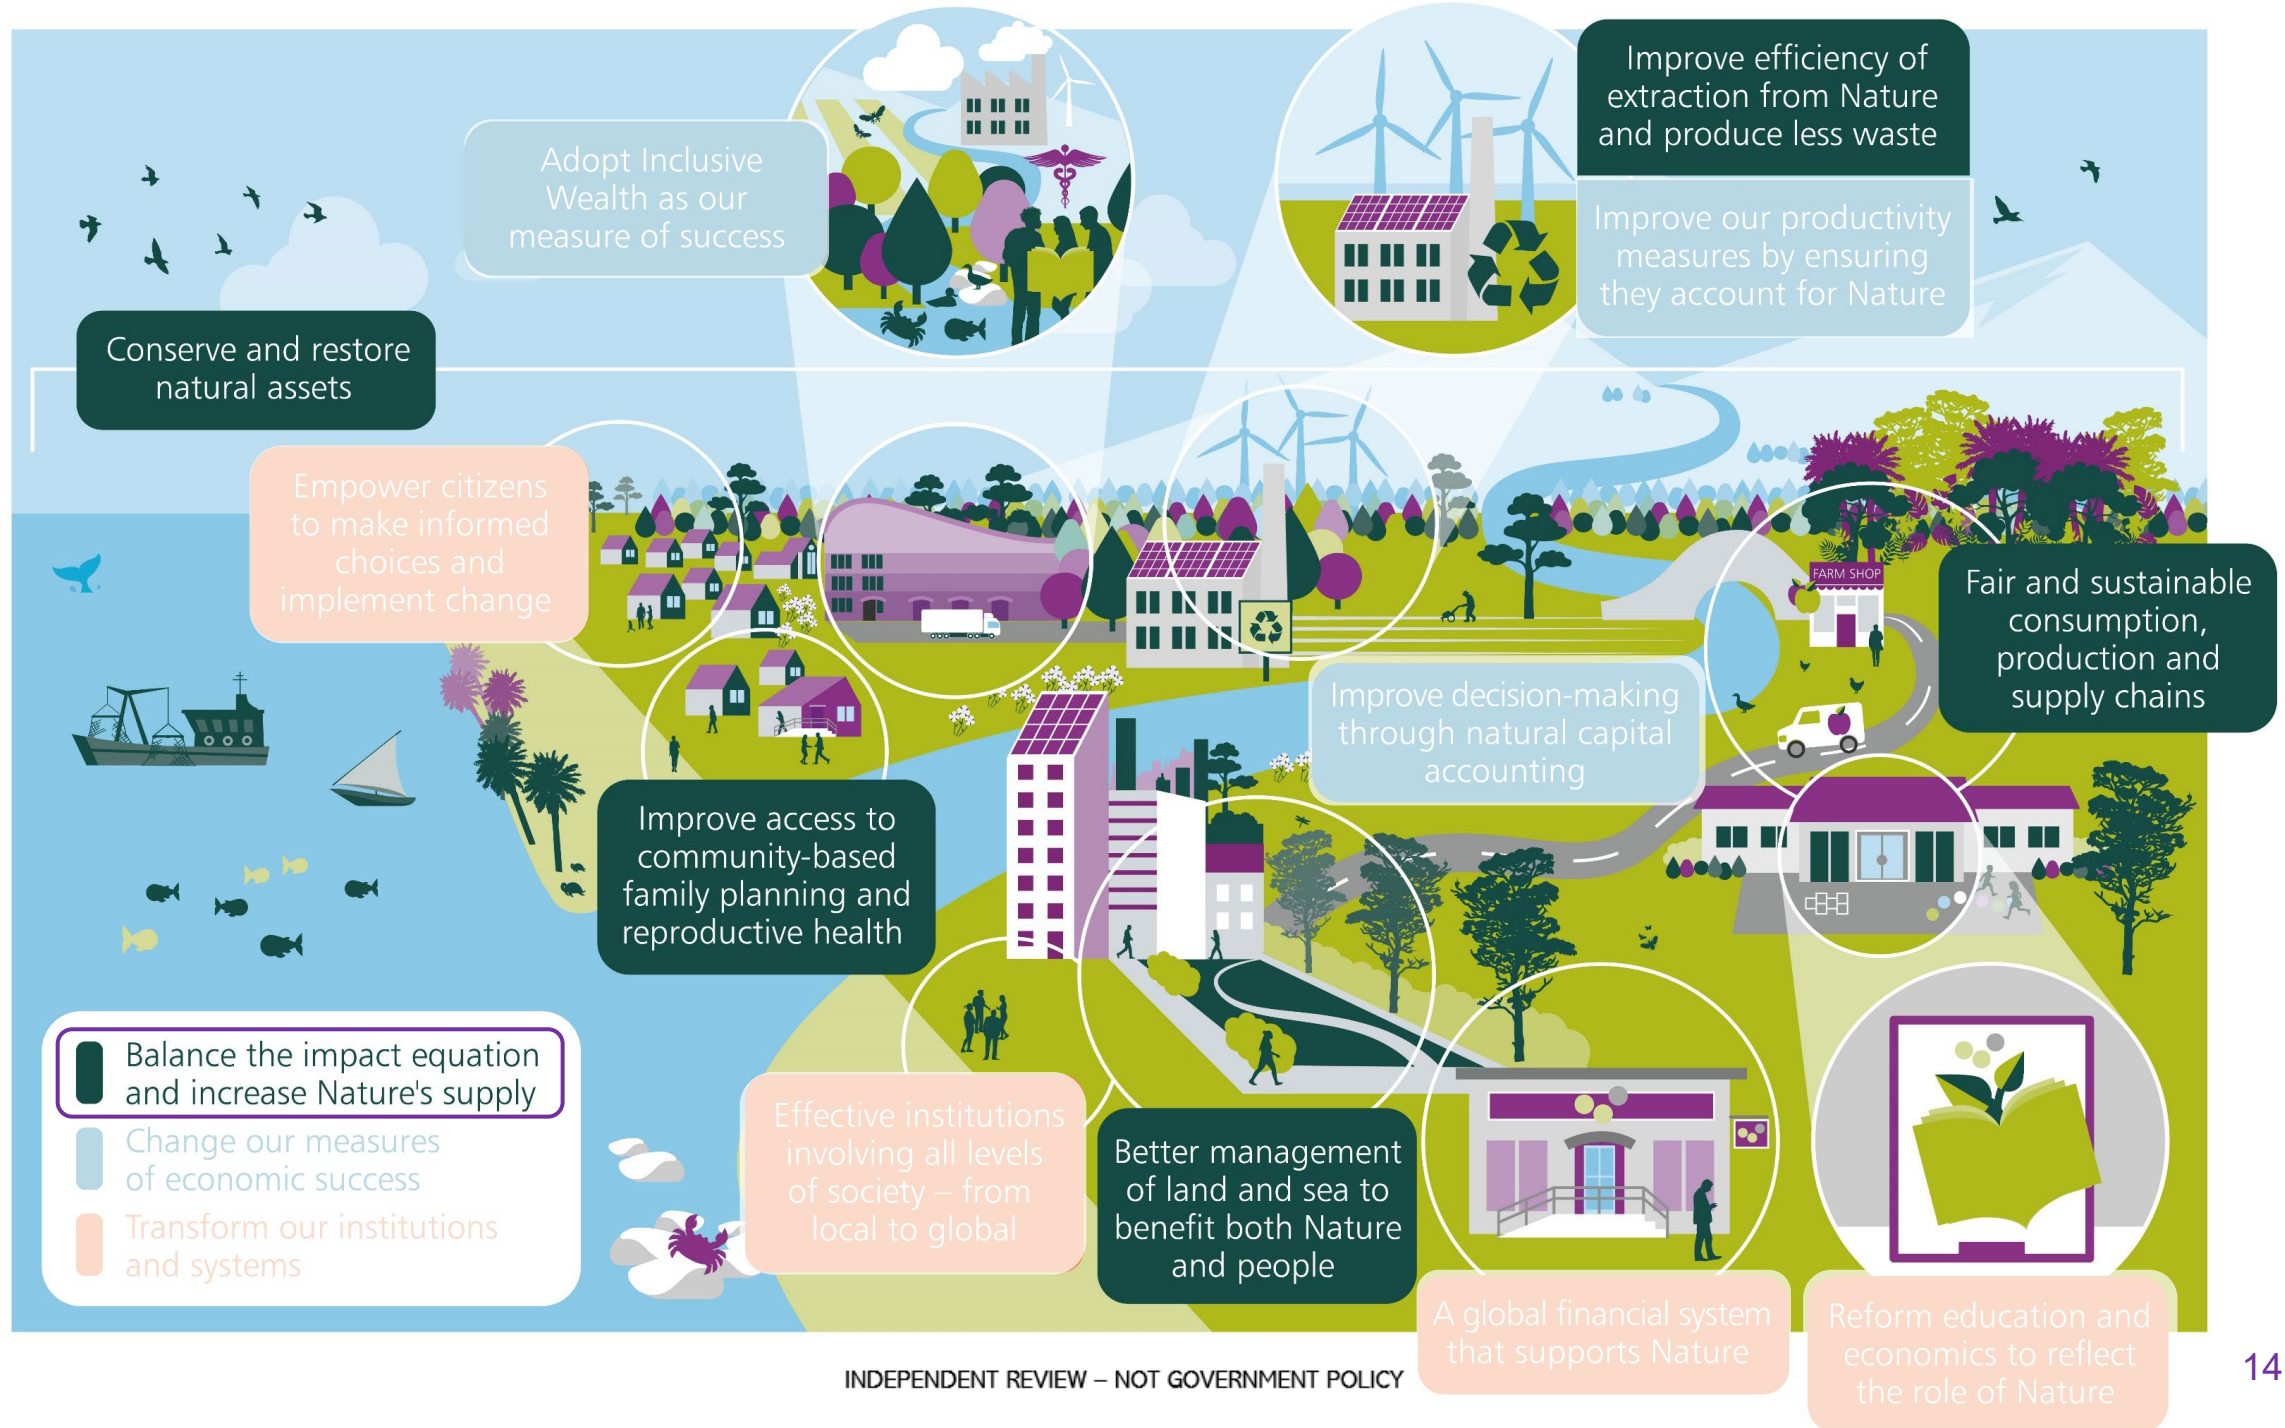 Improve efficiency of
extraction from Nature
and produce less waste
Adopt Inclusive
Wealth as our
measure of success
Improve our productivity
measures by ensuring
they account for Nature
Conserve and restore
natural assets
Empower citizens
to make informed
choices and
implement change
FARM SHOP
Fair and sustainable
consumption,
production and
supply chains
Improve decision-making
through natural capital
accounting
Improve access to
community-based
family planning and
reproductive health
Balance the impact equation
and increase Nature's supply
Change our measures
of economic success
Transform our institutions
and systems
Effective institutions
involving all levels
of society – from
local to global
Better management
of land and sea to
benefit both Nature
and people
A global financial system
that supports Nature
Reform education and
economics to reflect
the role of Nature
INDEPENDENT REVIEW – NOT GOVERNMENT POLICY
14